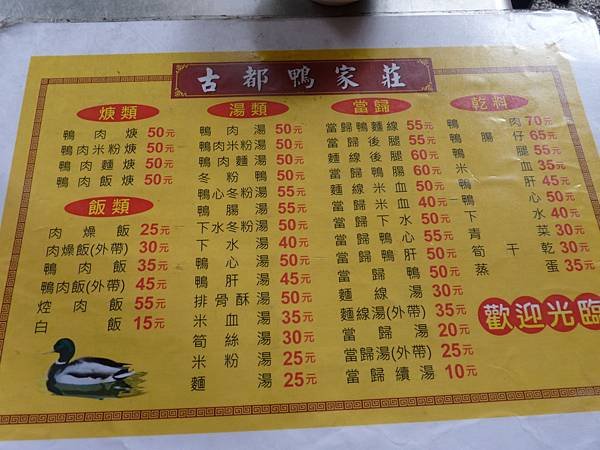 古都鴨家莊
焿類
鴨肉焿 50元
鴨肉米粉焿 50元
鴨肉麵焿 50元
鴨肉飯焿 50元
飯類
肉燥飯 25元
肉燥飯(外帶) 30元
鴨肉飯 35元
鴨肉飯(外帶) 45元
焢肉飯 55元
白飯 15元
湯類
鴨肉湯 50元
鴨肉米粉湯 50元
鴨肉麵湯 50元
冬粉鴨 50元
鴨心冬粉湯 55元
鴨腸湯 55元
下水冬粉湯 50元
下水湯 40元
鴨心湯 50元
鴨肝湯 45元
排骨酥湯 50元
米血湯 35元
筍絲湯 30元
米粉湯 25元
麵湯 25元
當歸
當歸鴨麵線 55元
當歸後腿 55元
麵線後腿 60元
當歸鴨腸 60元
麵線米血 50元
當歸米血 40元
當歸下水 50元
當歸鴨心 55元
當歸鴨肝 50元
當歸鴨 50元
麵線 30元
麵線湯(外帶) 35元
當歸湯 20元
當歸湯(外帶) 25元
當歸續湯 10元
乾料
鴨肉 70元
鴨腸仔 65元
鴨腿 55元
米血 35元
鴨肝 45元
鴨心 50元
下水 40元
青菜 30元
筍干乾 30元
蒸蛋 35元
歡迎光臨